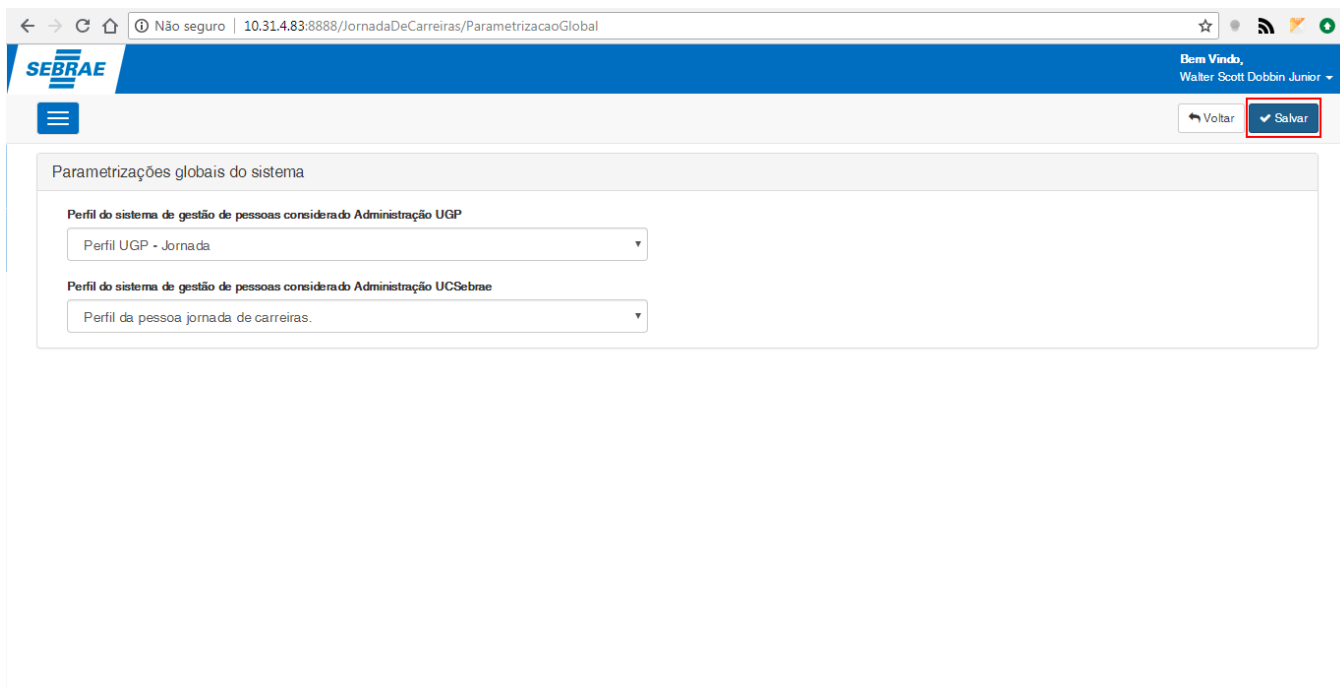 Não seguro | 10.31.4.83:8888/JornadaDeCarreiras/ParametrizacaoGlobal
SEBRAE
Bem Vindo,
Walter Scott Dobbin Junior
Voltar
Salvar
Parametrizações globais do sistema
Perfil do sistema de gestão de pessoas considerado Administração UGP
Perfil UGP - Jornada
Perfil do sistema de gestão de pessoas considerado Administração UCSebrae
Perfil da pessoa jornada de carreiras.